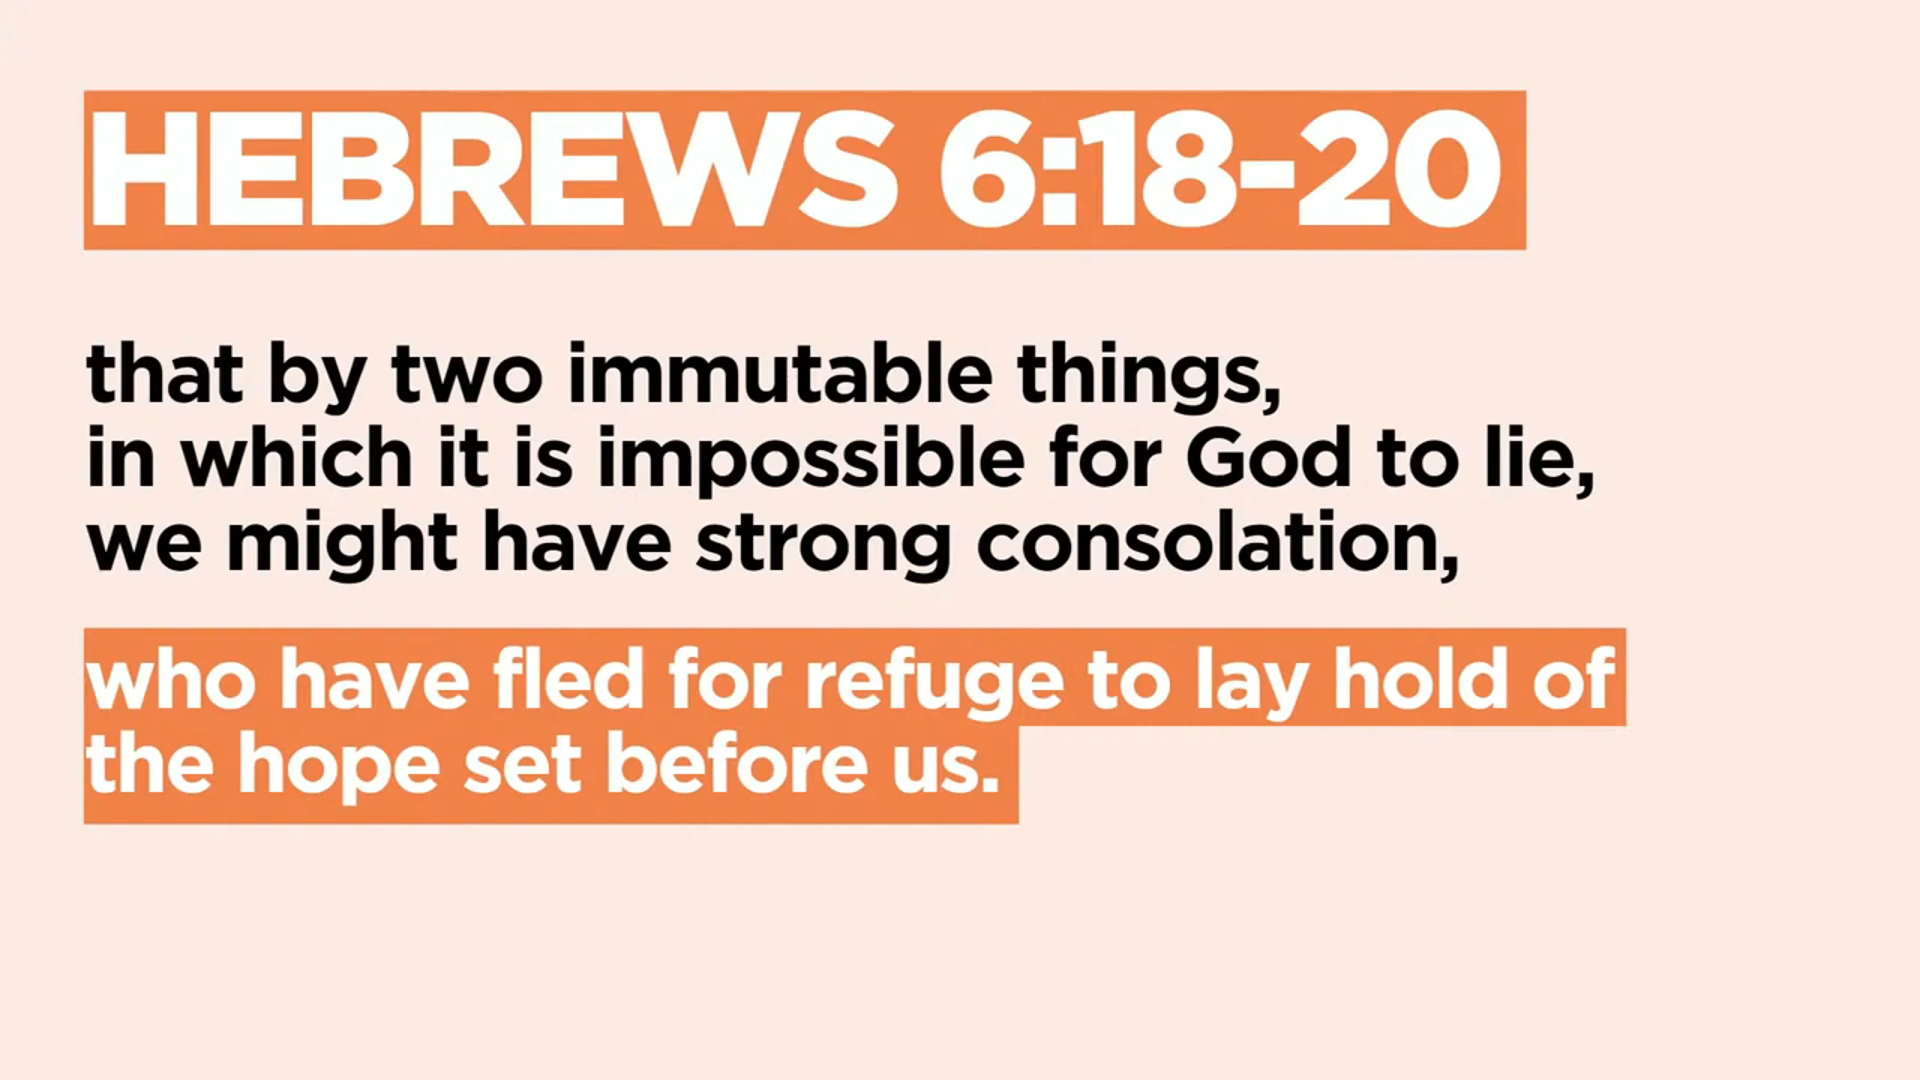 HEBREWS 6:18-20
that by two immutable things,
in which it is impossible for God to lie,
we might have strong consolation,
who have fled for refuge to lay hold of
the hope set before us.